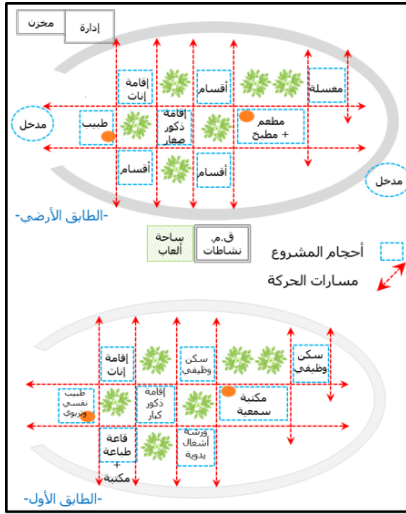 مخزن
إدارة
إقامة
إناث
أقسام
مغسلة
مدخل
طبيب
إقامة
ذكور
صغار
مطعم
+ مطبخ
أقسام
أقسام
مدخل
-الطابق الأرضي-
ساحة
ألعاب
ق.م.
نشاطات
أحجام المشروع
مسارات الحركة
إقامة
إناث
سكن
وظيفي
سكن
وظيفي
طبيب
نفسي
وتربوي
إقامة
ذكور
كبار
مكتبة
سمعية
قاعة
طباعة
+
مكتبة
ورشة
أشغال
يدوية
-الطابق الأول-